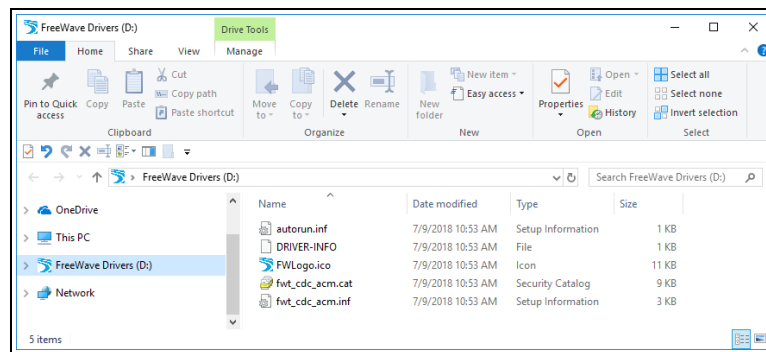 FreeWave Drivers (D:)
Drive Tools
File Home Share View Manage
Pin to Quick access
Copy
Paste
Cut
Copy path
Paste shortcut
Clipboard
Move to
Copy to
Delete
Rename
Organize
New folder
New item
Easy access
New
Properties
Open
Edit
History
Open
Select all
Select none
Invert selection
Select
FreeWave Drivers (D:)
Search FreeWave Drivers (D:)
OneDrive
This PC
FreeWave Drivers (D:)
Network
Name Date modified Type Size
autorun.inf 7/9/2018 10:53 AM Setup Information 1 KB
DRIVER-INFO 7/9/2018 10:53 AM File 1 KB
FWLogo.ico 7/9/2018 10:53 AM Icon 11 KB
fwt_cdc_acm.cat 7/9/2018 10:53 AM Security Catalog 9 KB
fwt_cdc_acm.inf 7/9/2018 10:53 AM Setup Information 3 KB
5 items